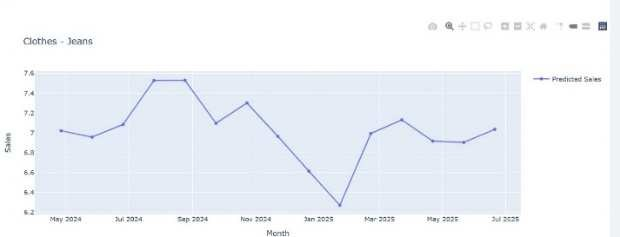 Clothes - Jeans
7.6
7.4
7.2
7
6.8
6.6
6.4
6.2
Sales
May 2024 Jul 2024 Sep 2024 Nov 2024 Jan 2025 Mar 2025 May 2025 Jul 2025
Month
Predicted Sales